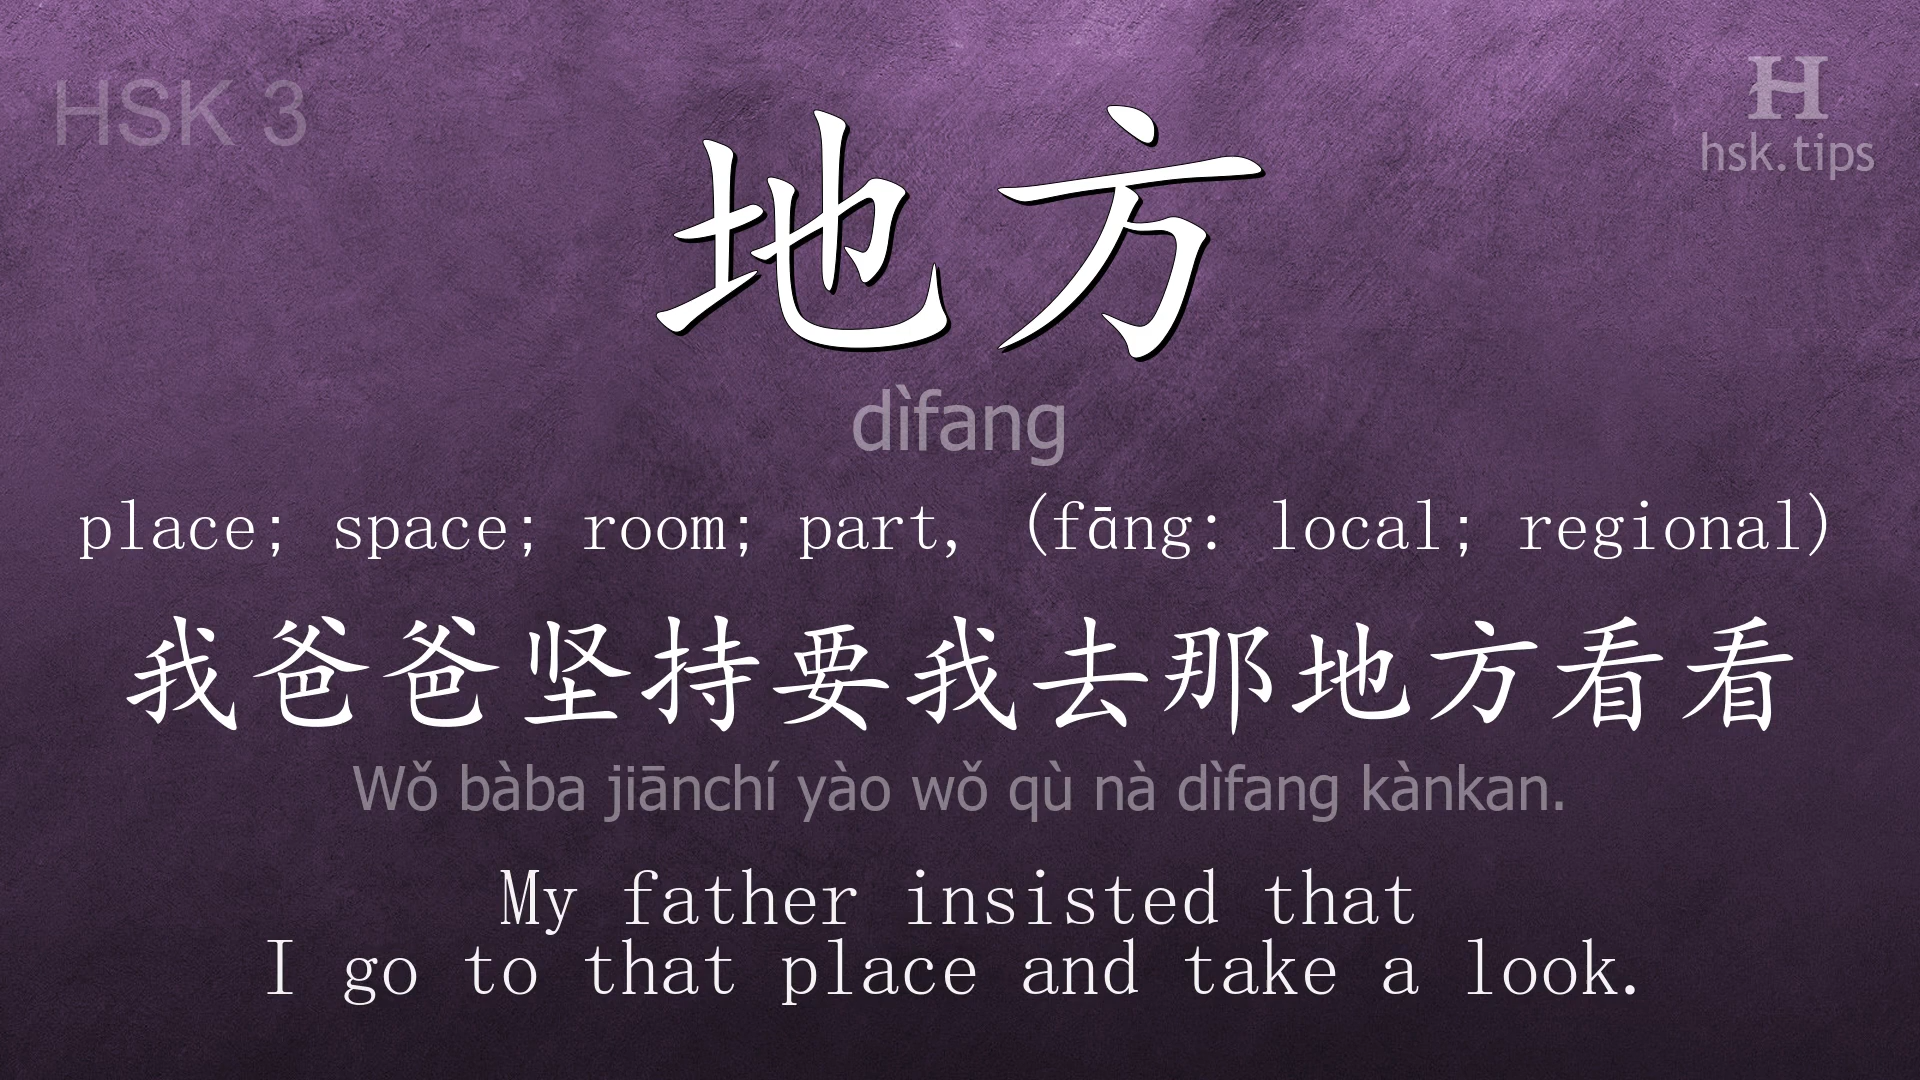 HSK 3
H
hsk.tips
地方
dìfang
place; space; room; part, (fāng: local; regional)
我爸爸坚持要我去那地方看看
Wǒ bàba jiānchí yào wǒ qù nà dìfang kànkan.
My father insisted that
I go to that place and take a look.